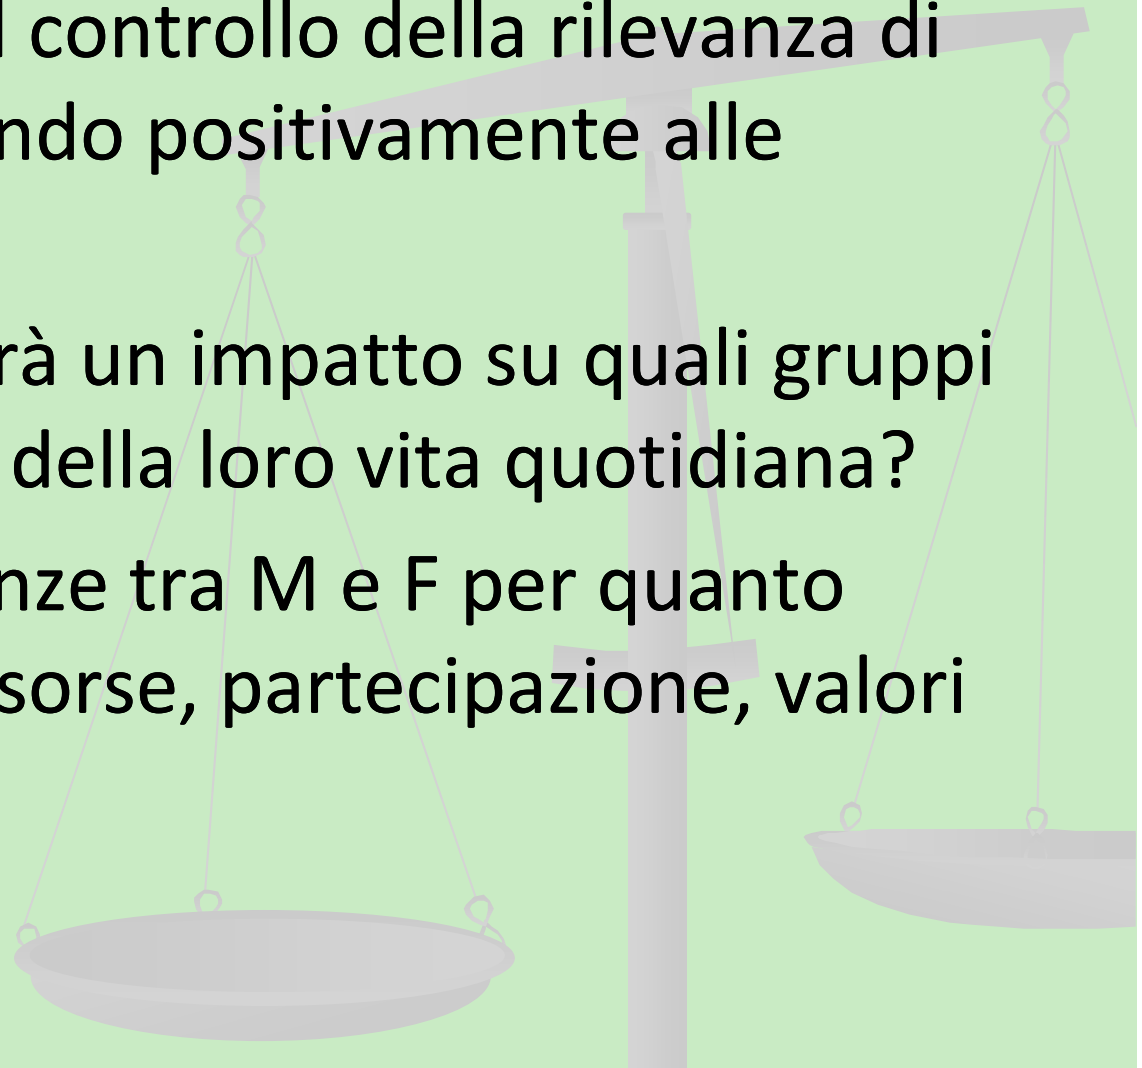 l controllo della rilevanza di
ndo positivamente alle
rà un impatto su quali gruppi
della loro vita quotidiana?
nze tra M e F per quanto
sorse, partecipazione, valori